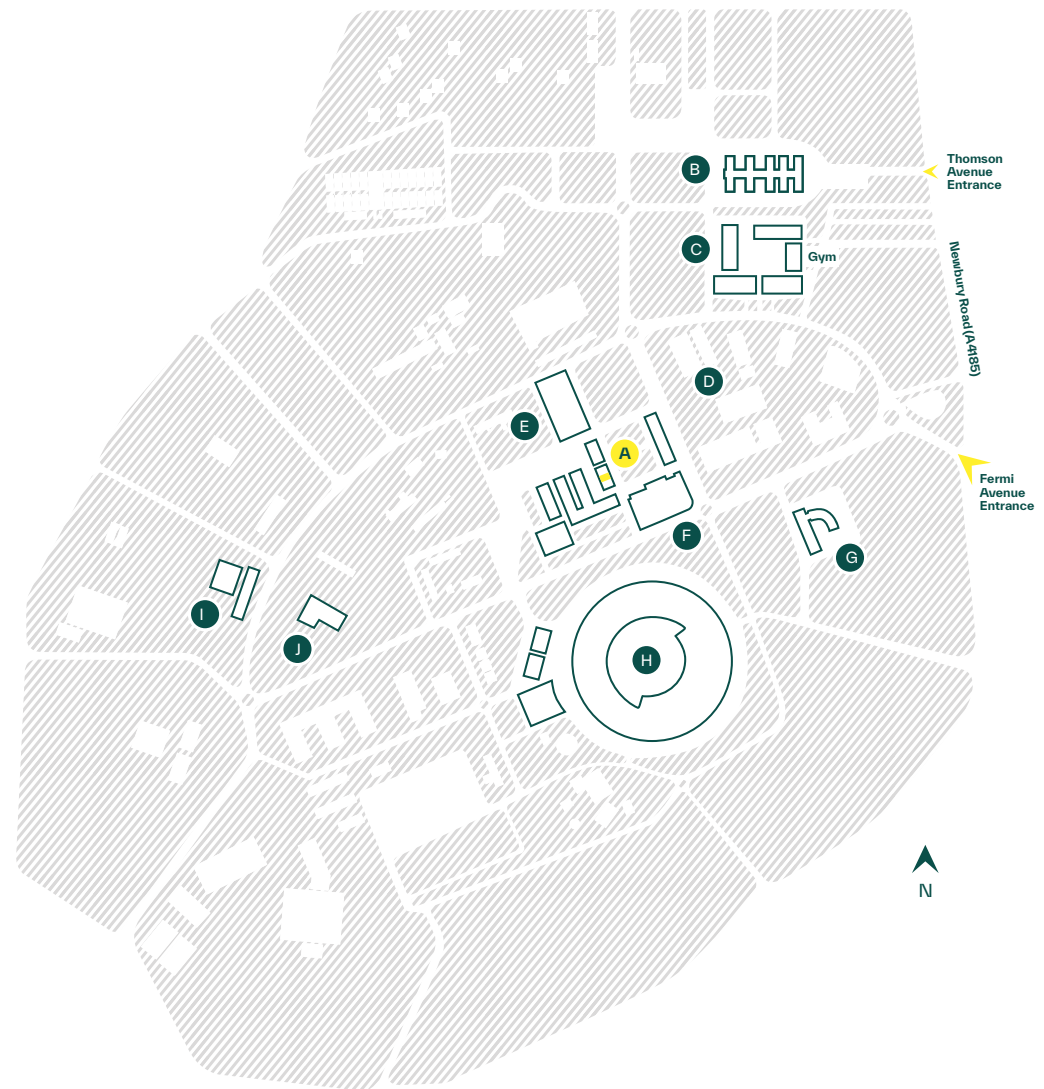 B
Thomson
Avenue
Entrance
C
Gym
Newbury Road (A4185)
D
E
A
Fermi
Avenue
Entrance
F
G
I
J
H
N